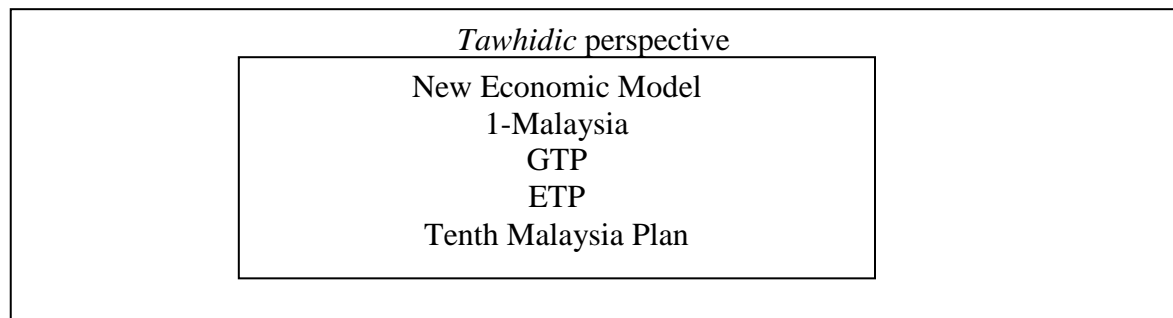 Tawhidic perspective
New Economic Model
1-Malaysia
GTP
ETP
Tenth Malaysia Plan